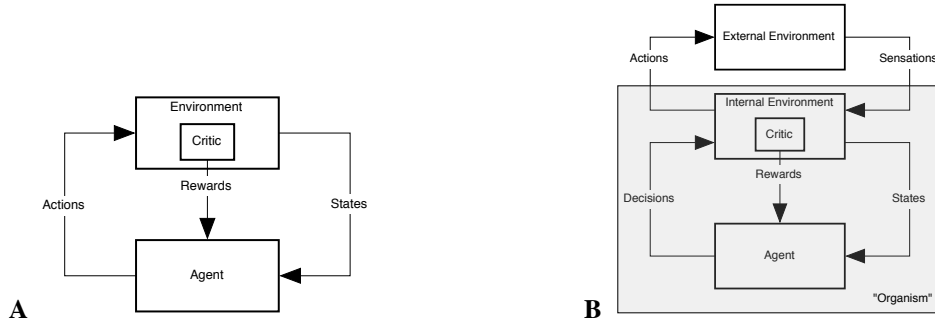 Environment
Critic
Rewards
Actions
States
Agent
A
External Environment
Actions
Sensations
Internal Environment
Critic
Rewards
Decisions
States
Agent
"Organism"
B